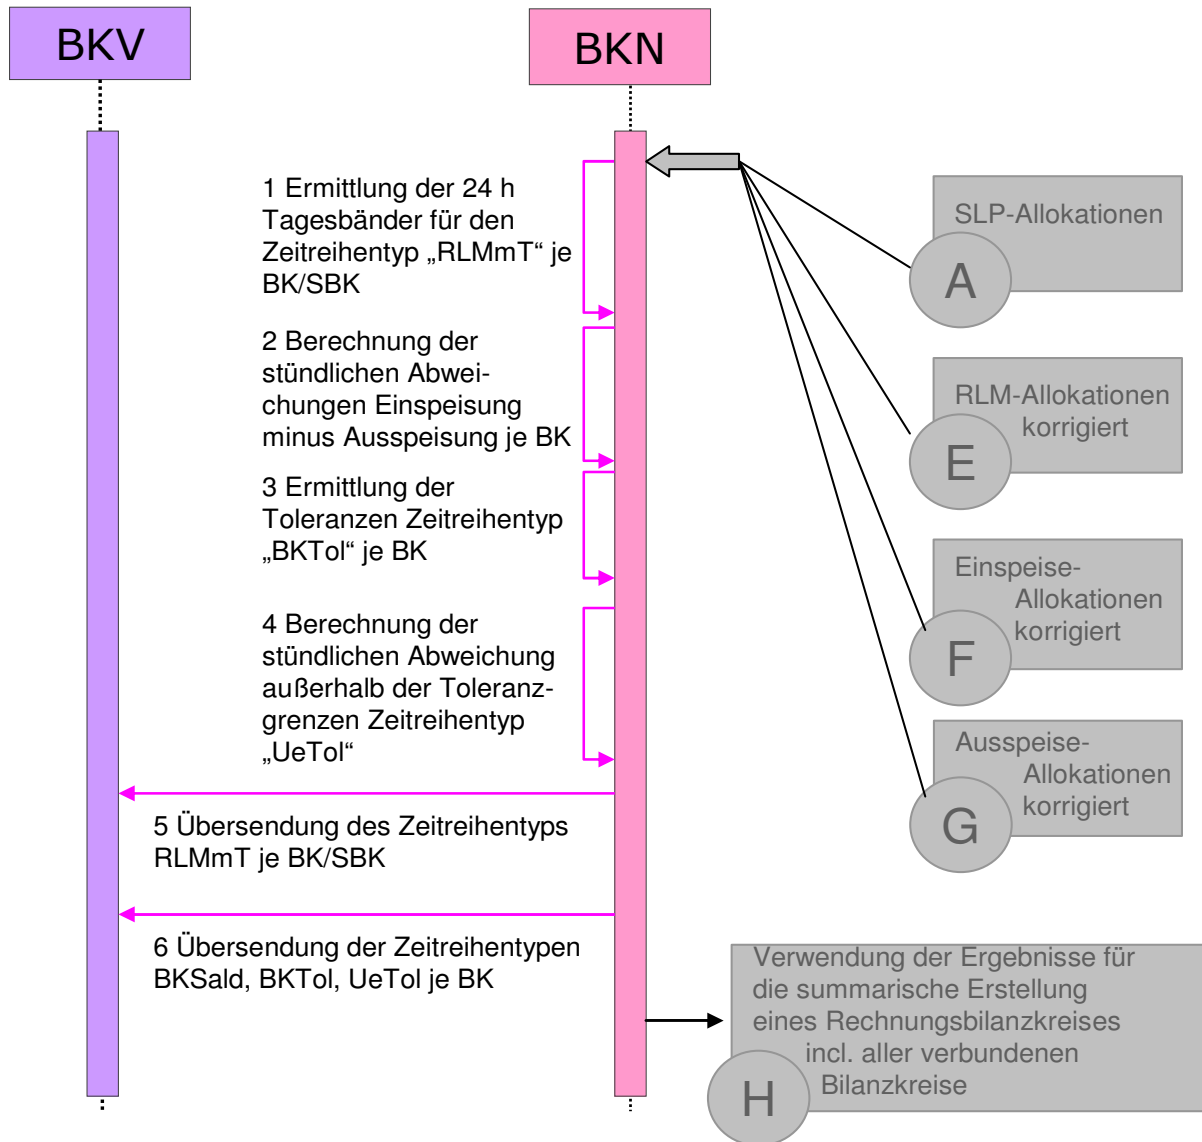 BKV
BKN
1 Ermittlung der 24 h
Tagesbänder für den
Zeitreihentyp „RLMmT“ je
BK/SBK
2 Berechnung der
stündlichen Abwei-
chungen Einspeisung
minus Ausspeisung je BK
3 Ermittlung der
Toleranzen Zeitreihentyp
„BKTol“ je BK
4 Berechnung der
stündlichen Abweichung
außerhalb der Toleranz-
grenzen Zeitreihentyp
„UeTol“
5 Übersendung des Zeitreihentyps
RLMmT je BK/SBK
6 Übersendung der Zeitreihentypen
BKSald, BKTol, UeTol je BK
SLP-Allokationen
A
RLM-Allokationen
korrigiert
E
Einspeise-
Allokationen
korrigiert
F
Ausspeise-
Allokationen
korrigiert
G
Verwendung der Ergebnisse für
die summarische Erstellung
eines Rechnungsbilanzkreises
incl. aller verbundenen
Bilanzkreise
H